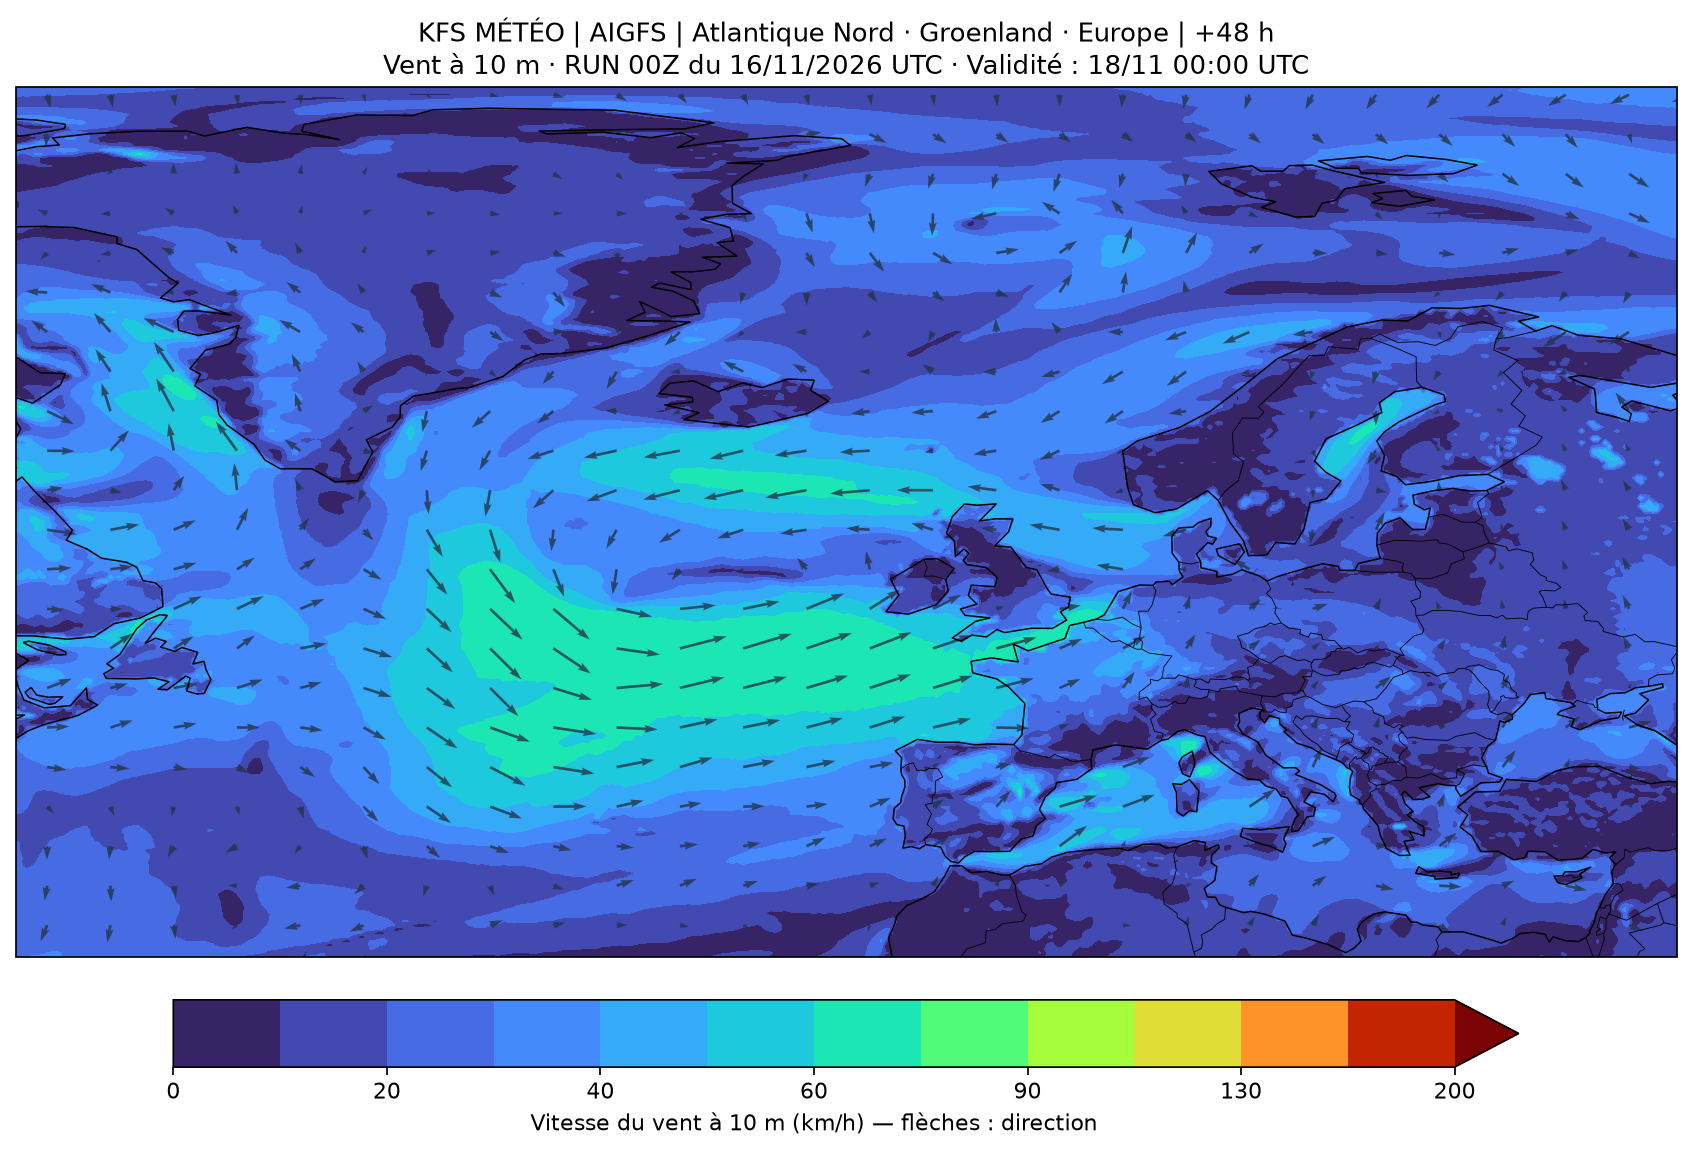 KFS MÉTÉO | AIGFS | Atlantique Nord · Groenland · Europe | +48 h
Vent à 10 m · RUN 00Z du 16/11/2026 UTC · Validité : 18/11 00:00 UTC
0 20 40 60 90 130 200
Vitesse du vent à 10 m (km/h) — flèches : direction